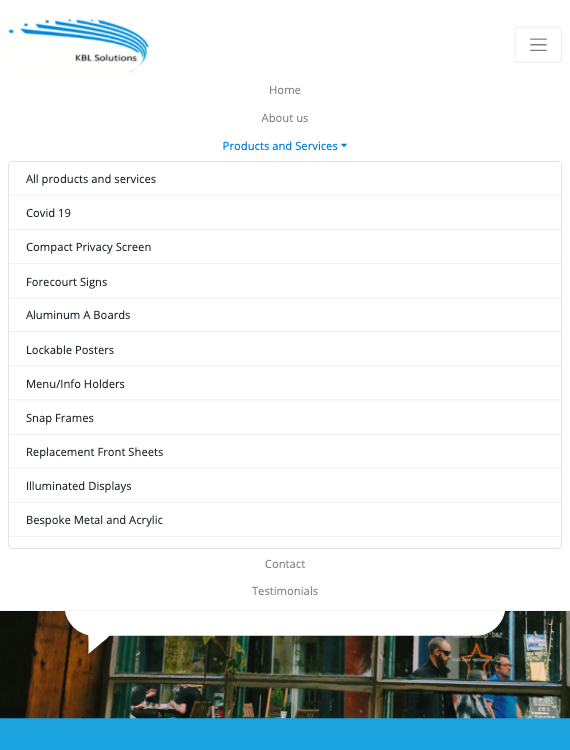 KBL Solutions
Home
About us
Products and Services
All products and services
Covid 19
Compact Privacy Screen
Forecourt Signs
Aluminum A Boards
Lockable Posters
Menu/Info Holders
Snap Frames
Replacement Front Sheets
Illuminated Displays
Bespoke Metal and Acrylic
Contact
Testimonials